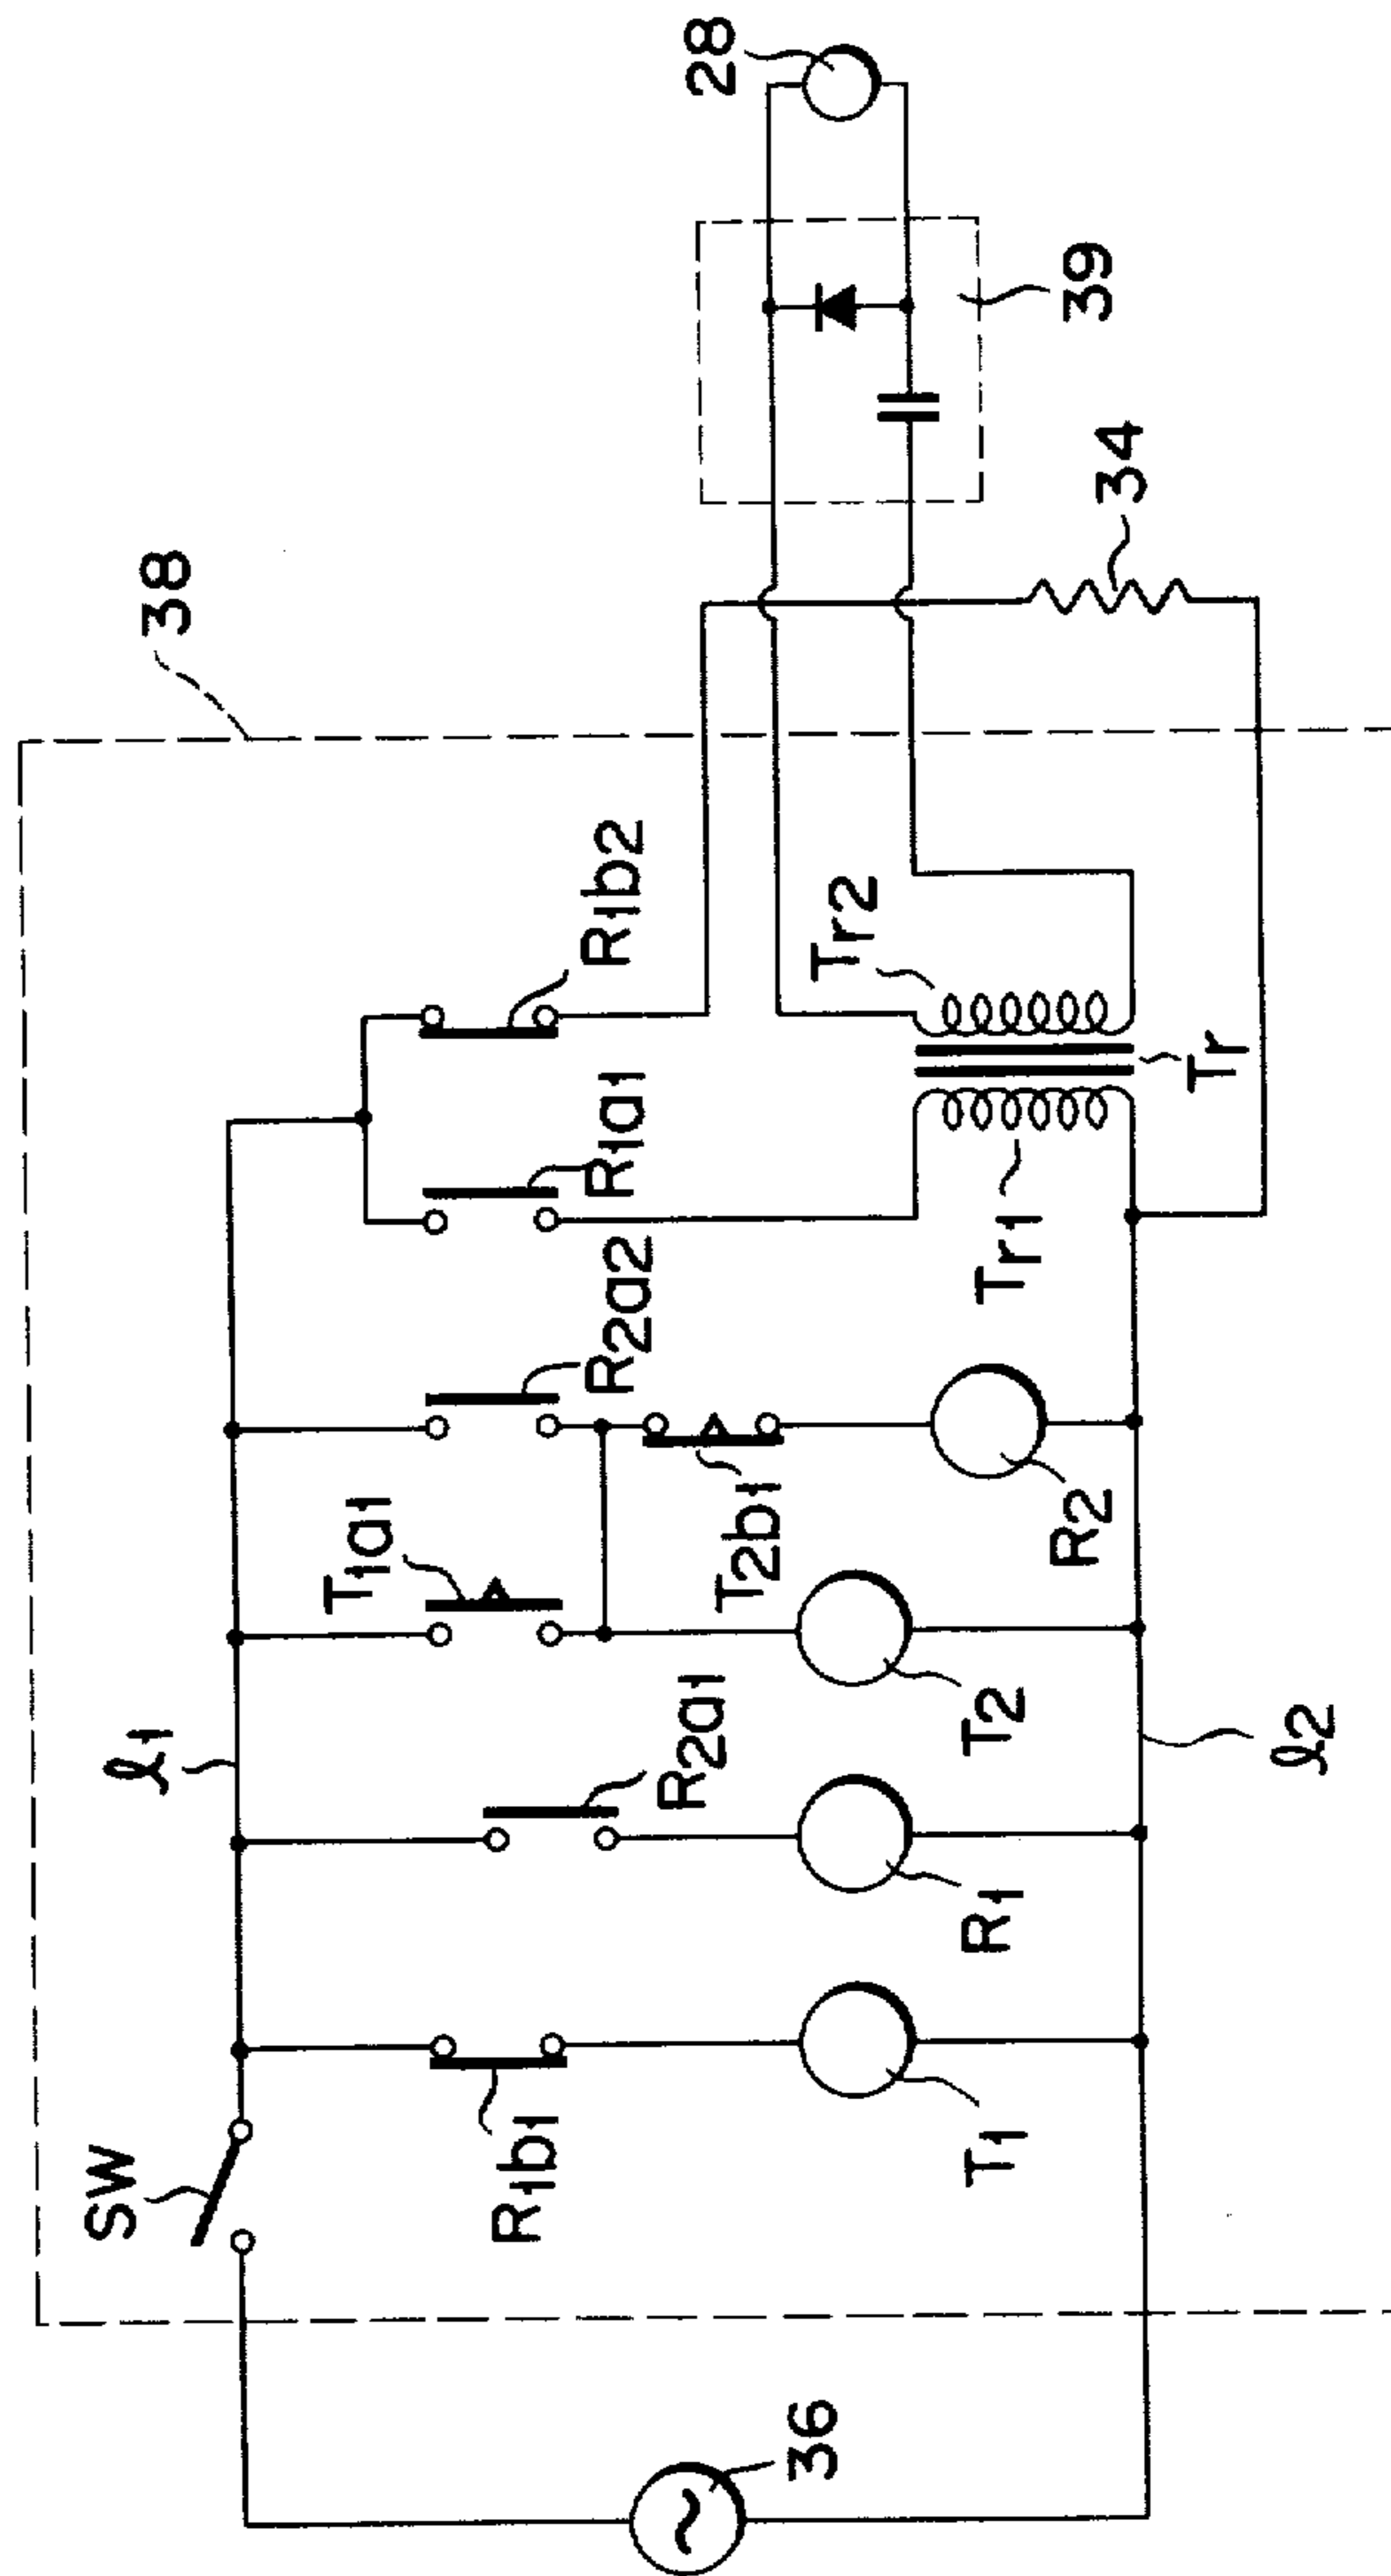 38
SW
ℓ1
T1a1
R2a2
R1a1
R1b2
28
R1b1
R2a1
T2b1
Tr2
39
36
T1
R1
T2
R2
Tr1
Tr
34
ℓ2